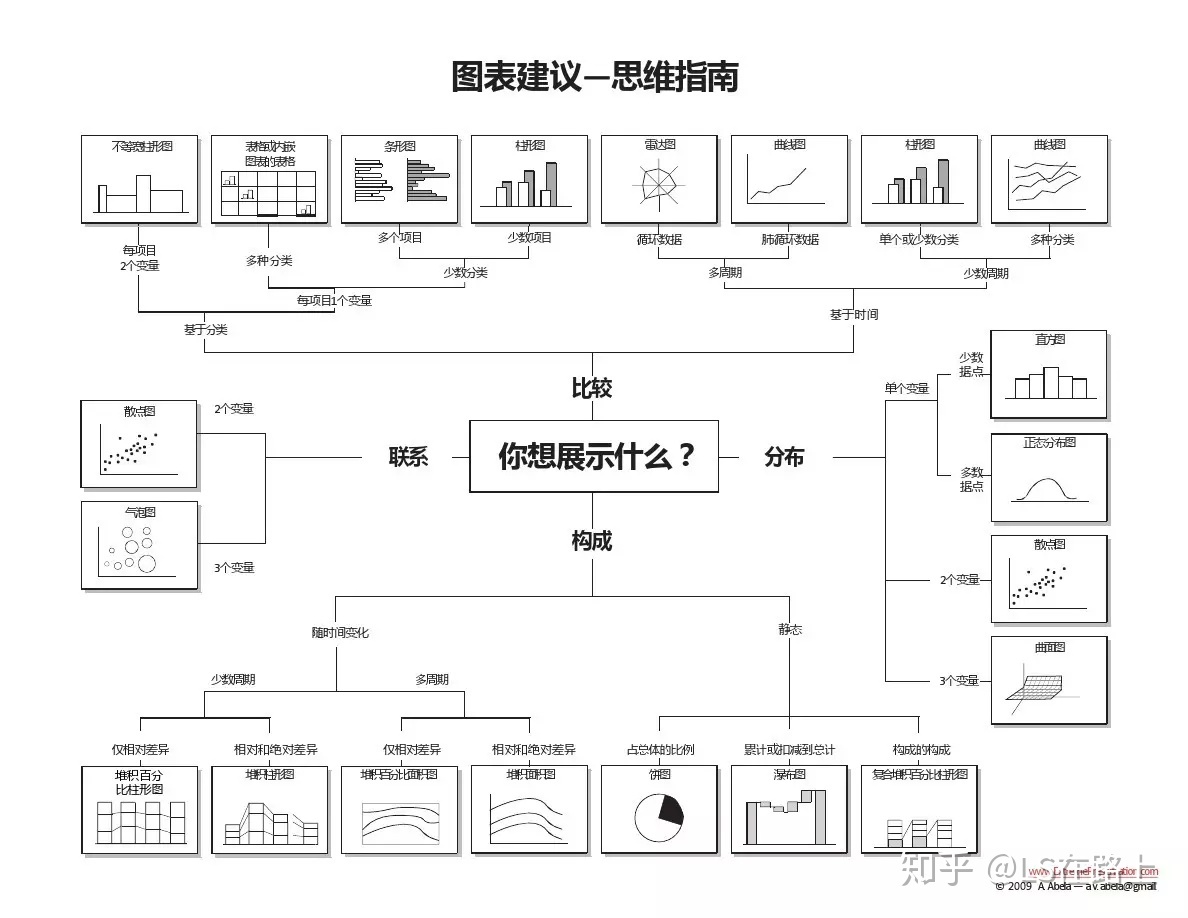 图表建议—思维指南
不等宽柱形图
表格或内嵌
图表的表格
条形图
柱形图
雷达图
曲线图
柱形图
曲线图
每项目
2个变量
多种分类
多个项目
少数项目
循环数据
肺循环数据
单个或少数分类
多种分类
少数分类
多周期
少数周期
每项目1个变量
基于分类
基于时间
比较
直方图
少数
据点
单个变量
散点图
2个变量
联系
你想展示什么？
分布
正态分布图
多数
据点
气泡图
3个变量
构成
散点图
2个变量
曲面图
3个变量
随时间变化
静态
少数周期
多周期
仅相对差异
相对和绝对差异
仅相对差异
相对和绝对差异
占总体的比例
累计或扣减到总计
构成的构成
堆积百分
比柱形图
堆积柱形图
堆积百分比面积图
堆积面积图
饼图
瀑布图
复合堆积百分比柱形图
知乎 @LS在路上
© 2009 A. Abela — a.v.abela@gmail